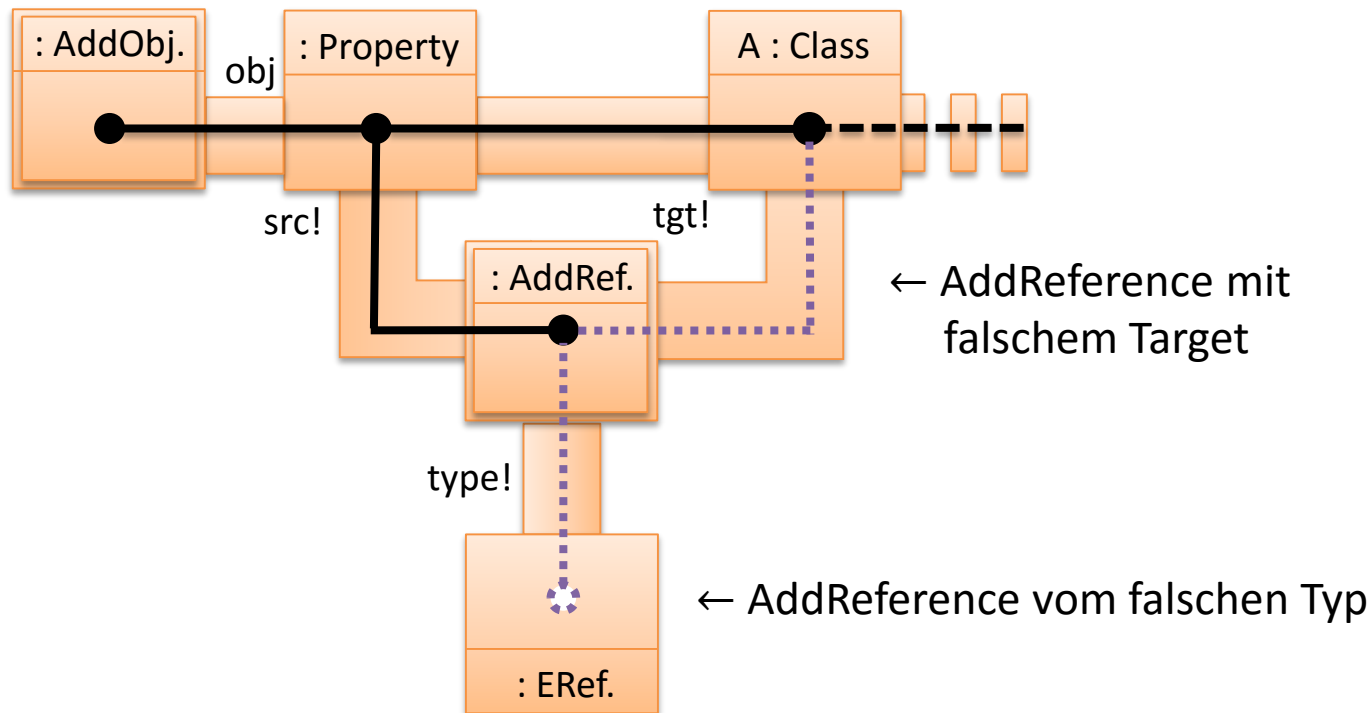 : AddObj.
obj
: Property
A : Class
src!
tgt!
: AddRef.
← AddReference mit
falschem Target
type!
← AddReference vom falschen Typ
: ERef.